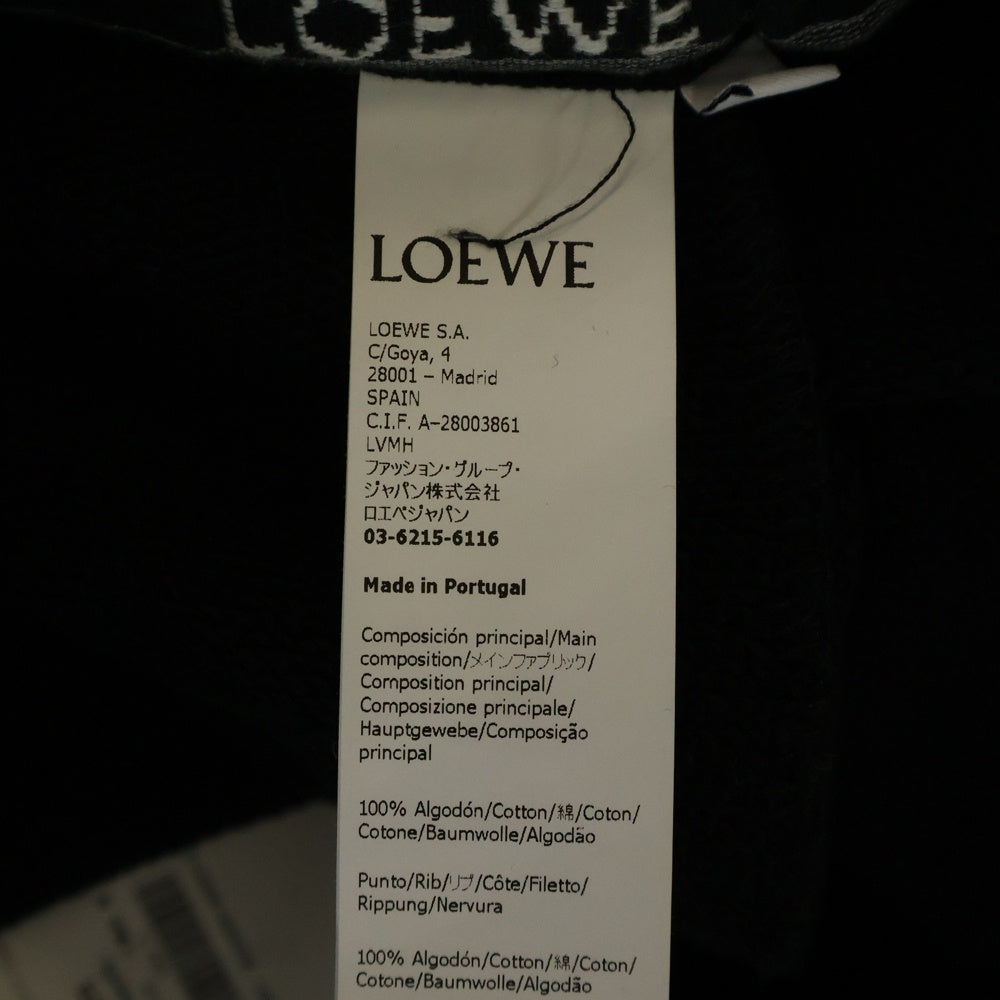 LOEWE
LOEWE
LOEWE S.A.
C/Goya, 4
28001 – Madrid
SPAIN
C.I.F. A-28003861
LVMH
ファッション・グループ・
ジャパン株式会社
ロエベジャパン
03-6215-6116
Made in Portugal
Composición principal/Main
composition/メインファブリック/
Composition principal/
Composizione principale/
Hauptgewebe/Composição
principal
100% Algodón/Cotton/綿/Coton/
Cotone/Baumwolle/Algodão
Punto/Rib/リブ/Côte/Filetto/
Rippung/Nervura
100% Algodón/Cotton/綿/Coton/
Cotone/Baumwolle/Algodão